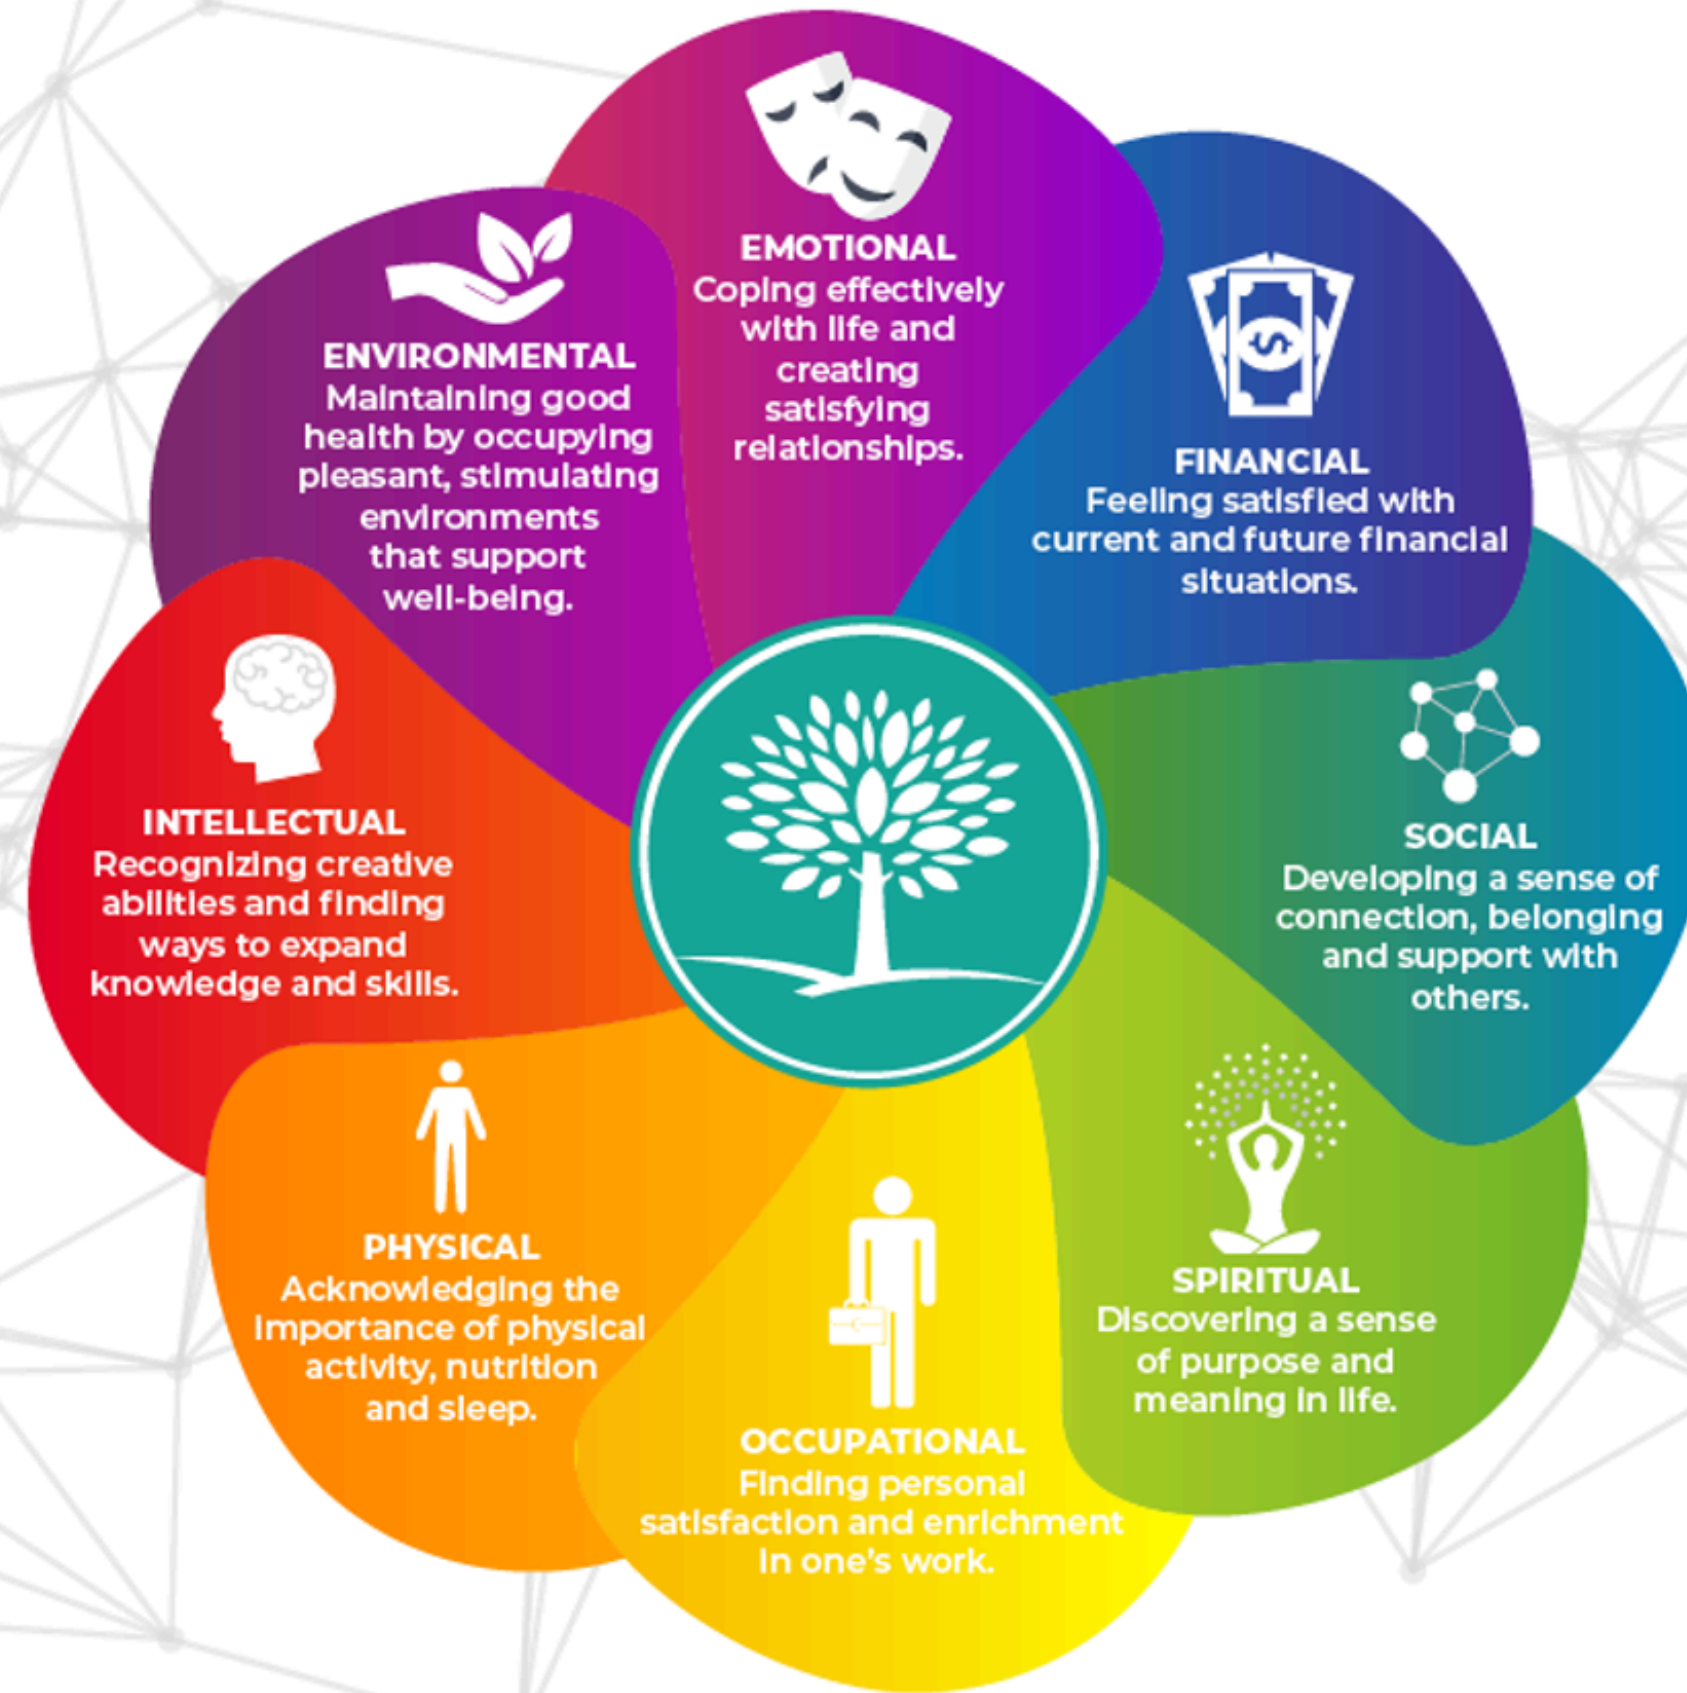 EMOTIONAL
Coping effectively
with life and
creating
satisfying
relationships.
FINANCIAL
Feeling satisfied with
current and future financial
situations.
SOCIAL
Developing a sense of
connection, belonging
and support with
others.
SPIRITUAL
Discovering a sense
of purpose and
meaning in life.
OCCUPATIONAL
Finding personal
satisfaction and enrichment
in one's work.
PHYSICAL
Acknowledging the
importance of physical
activity, nutrition
and sleep.
INTELLECTUAL
Recognizing creative
abilities and finding
ways to expand
knowledge and skills.
ENVIRONMENTAL
Maintaining good
health by occupying
pleasant, stimulating
environments
that support
well-being.